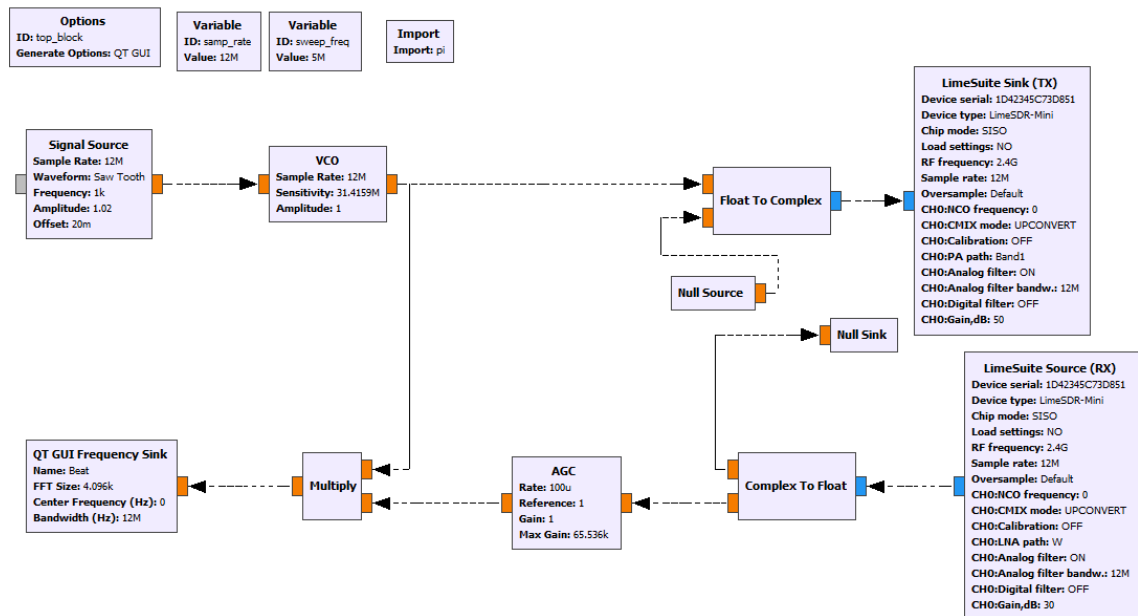 Options
ID: top_block
Generate Options: QT GUI
Variable
ID: samp_rate
Value: 12M
Variable
ID: sweep_freq
Value: 5M
Import
Import: pi
Signal Source
Sample Rate: 12M
Waveform: Saw Tooth
Frequency: 1k
Amplitude: 1.02
Offset: 20m
VCO
Sample Rate: 12M
Sensitivity: 31.4159M
Amplitude: 1
Float To Complex
Null Source
LimeSuite Sink (TX)
Device serial: 1D42345C73D851
Device type: LimeSDR-Mini
Chip mode: SISO
Load settings: NO
RF frequency: 2.4G
Sample rate: 12M
Oversample: Default
CH0:NCO frequency: 0
CH0:CMIX mode: UPCONVERT
CH0:Calibration: OFF
CH0:PA path: Band1
CH0:Analog filter: ON
CH0:Analog filter bandw.: 12M
CH0:Digital filter: OFF
CH0:Gain,dB: 50
Null Sink
QT GUI Frequency Sink
Name: Beat
FFT Size: 4.096k
Center Frequency (Hz): 0
Bandwidth (Hz): 12M
Multiply
AGC
Rate: 100u
Reference: 1
Gain: 1
Max Gain: 65.536k
Complex To Float
LimeSuite Source (RX)
Device serial: 1D42345C73D851
Device type: LimeSDR-Mini
Chip mode: SISO
Load settings: NO
RF frequency: 2.4G
Sample rate: 12M
Oversample: Default
CH0:NCO frequency: 0
CH0:CMIX mode: UPCONVERT
CH0:Calibration: OFF
CH0:LNA path: W
CH0:Analog filter: ON
CH0:Analog filter bandw.: 12M
CH0:Digital filter: OFF
CH0:Gain,dB: 30